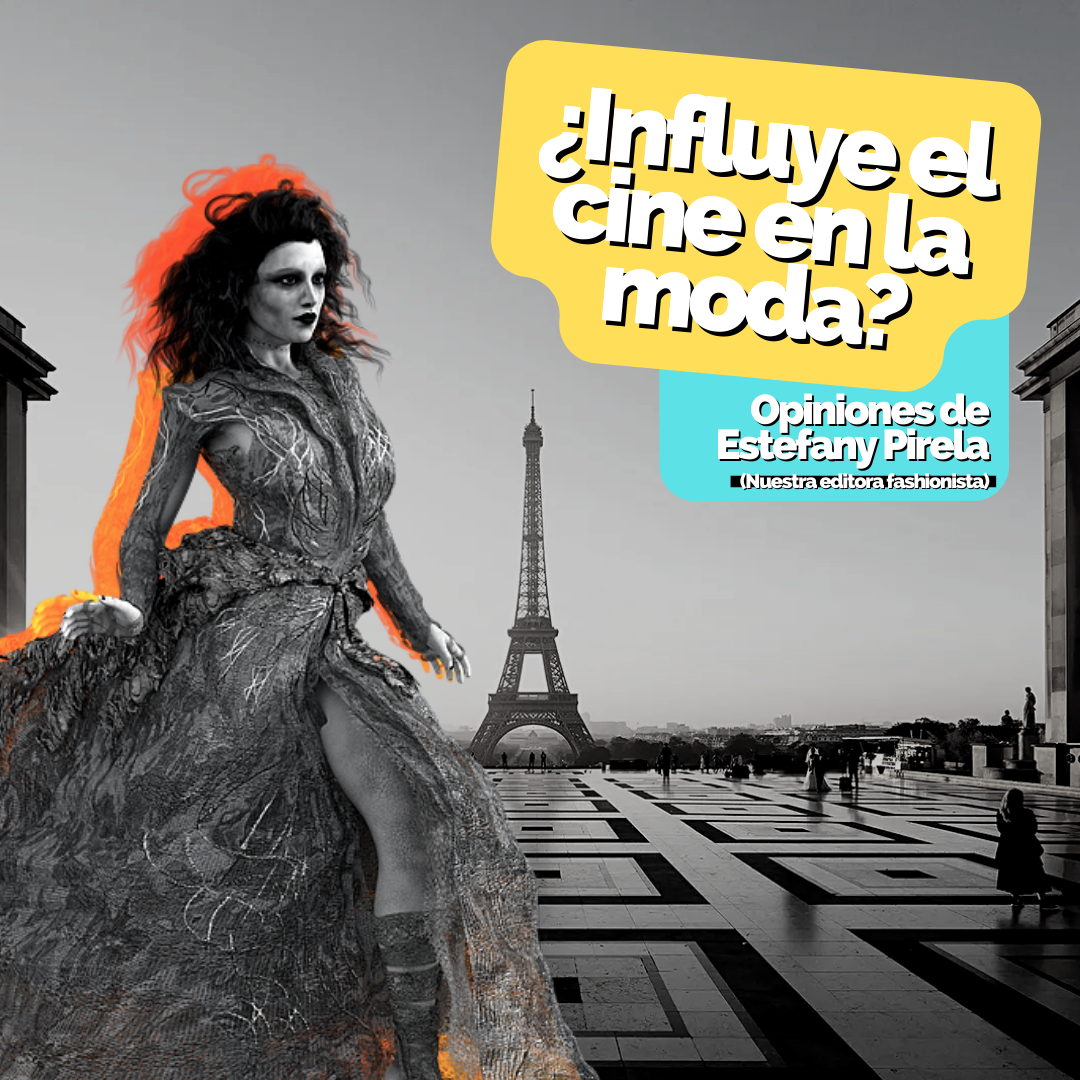 ¿Influye el
cine en la
moda?
Opiniones de
Estefany Pirela
(Nuestra editora fashionista)